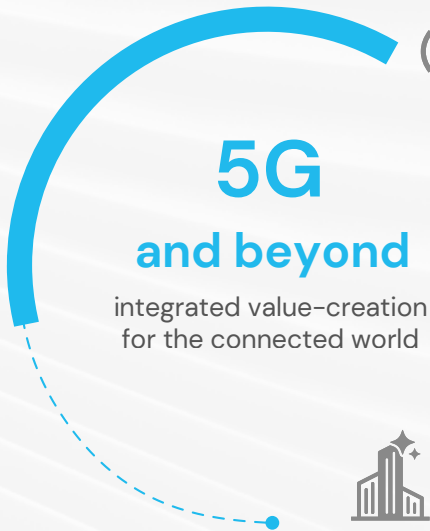 5G
and beyond
integrated value-creation
for the connected world